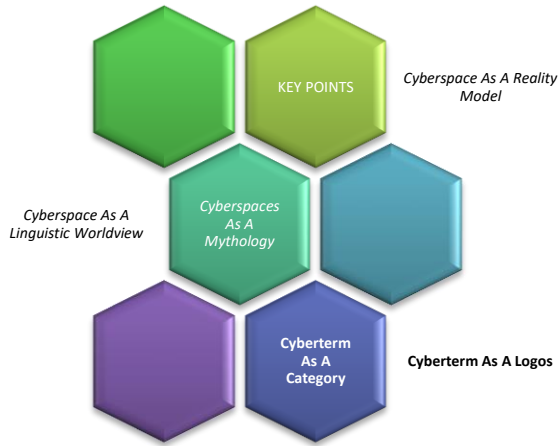 KEY POINTS
Cyberspace As A Reality
Model
Cyberspace As A
Linguistic Worldview
Cyberspaces
As A
Mythology
Cyberterm
As A
Category
Cyberterm As A Logos